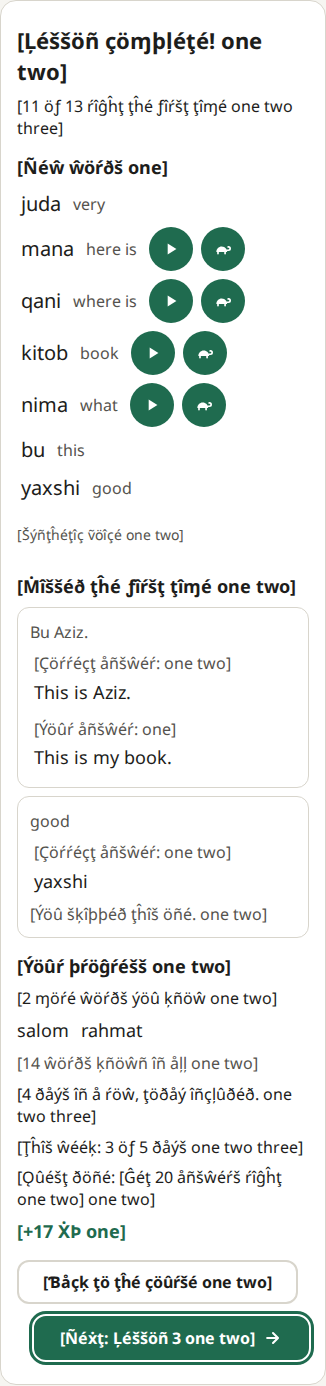 [Ļéššöñ çöɱþļéţé! one
two]
[11 öƒ 13 ŕîĝĥţ ţĥé ƒîŕšţ ţîɱé one two
three]
[Ñéŵ ŵöŕðš one]
juda very
mana here is
qani where is
kitob book
nima what
bu this
yaxshi good
[Šýñţĥéţîç ṽöîçé one two]
[Ṁîššéð ţĥé ƒîŕšţ ţîɱé one two]
Bu Aziz.
[Çöŕŕéçţ åñšŵéŕ: one two]
This is Aziz.
[Ýöûŕ åñšŵéŕ: one]
This is my book.
good
[Çöŕŕéçţ åñšŵéŕ: one two]
yaxshi
[Ýöû šķîþþéð ţĥîš öñé. one two]
[Ýöûŕ þŕöĝŕéšš one two]
[2 ɱöŕé ŵöŕðš ýöû ķñöŵ one two]
salom rahmat
[14 ŵöŕðš ķñöŵñ îñ åļļ one two]
[4 ðåýš îñ å ŕöŵ, ţöðåý îñçļûðéð. one
two three]
[Ţĥîš ŵééķ: 3 öƒ 5 ðåýš one two three]
[Ǫûéšţ ðöñé: [Ĝéţ 20 åñšŵéŕš ŕîĝĥţ
one two] one two]
[+17 ẊÞ one]
[Ɓåçķ ţö ţĥé çöûŕšé one two]
[Ñéẋţ: Ļéššöñ 3 one two] →